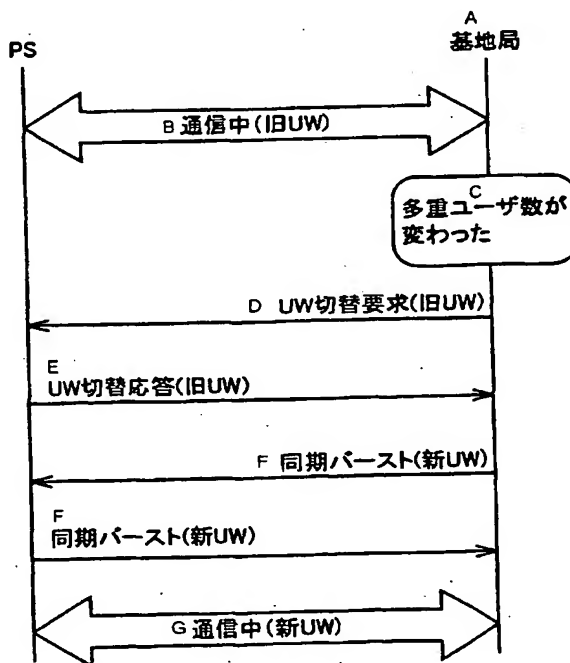 A
PS
基地局
B 通信中(旧UW)
C
多重ユーザ数が
変わった
D UW切替要求(旧UW)
E
UW切替応答(旧UW)
F 同期バースト(新UW)
F
同期バースト(新UW)
G 通信中(新UW)